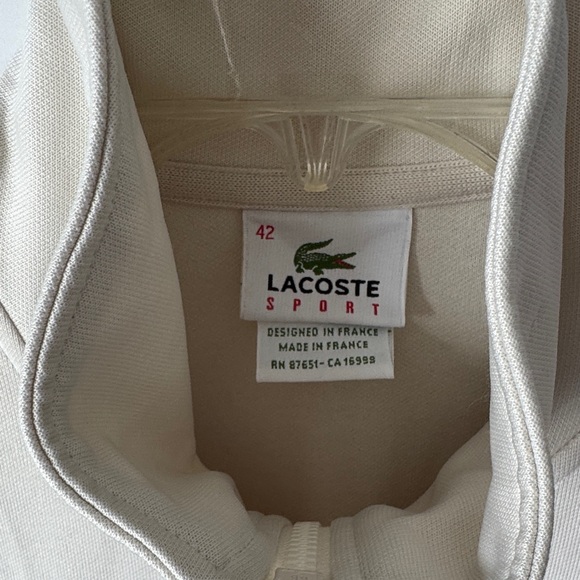 42
LACOSTE
SPORT
DESIGNED IN FRANCE
MADE IN FRANCE
RN 87651-CA 16999